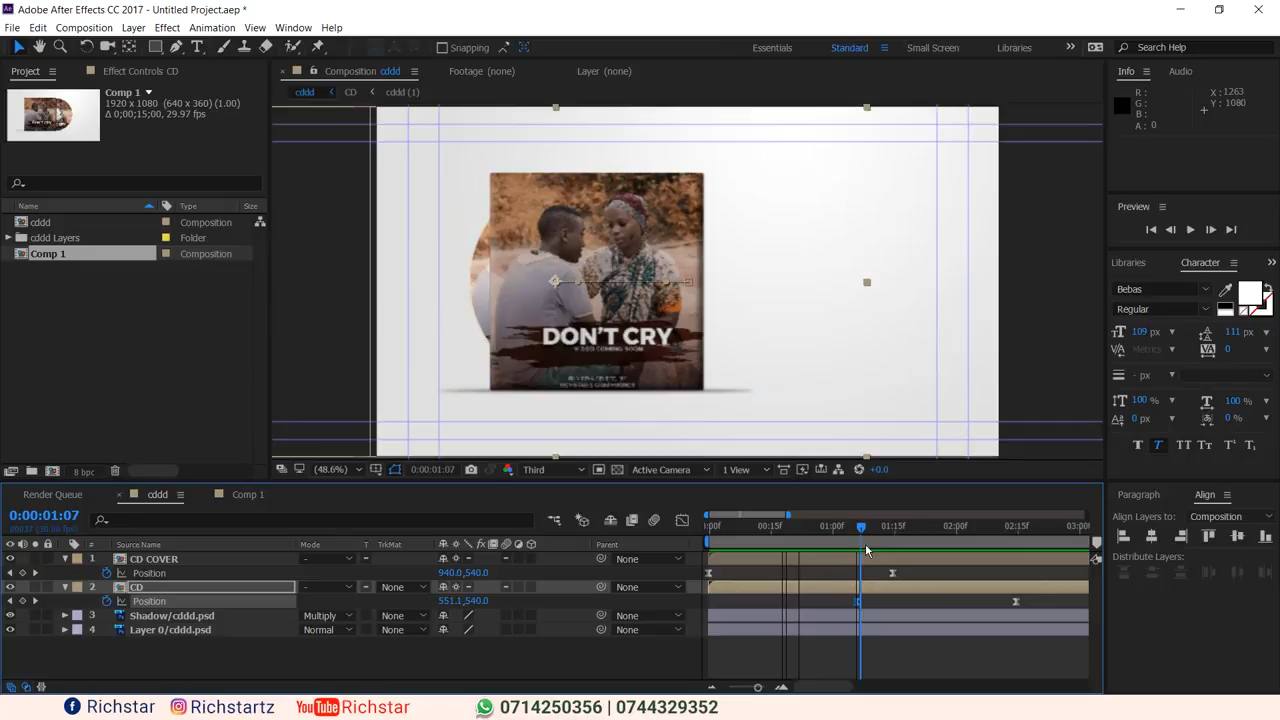 Adobe After Effects CC 2017 - Untitled Project.aep *
File Edit Composition Layer Effect Animation View Window Help
Snapping Essentials Standard Small Screen Libraries Search Help
Project Effect Controls CD Composition cddd Footage (none) Layer (none) Info Audio
cddd CD cddd (1)
Comp 1
1920 x 1080 (640 x 360) (1.00)
Δ 0;00;15;00, 29.97 fps
R :
G :
B :
A : 0
X : 1263
Y : 1080
Name Type Size
cddd Composition
cddd Layers Folder
Comp 1 Composition
DON'T CRY
VIDEO COMING SOON
Preview
Libraries Character
Bebas
Regular
109 px 111 px
Metrics 0
- px
100 % 100 %
0 px 0 %
8 bpc (48.6%) 0:00:01:07 Third Active Camera 1 View +0.0
Render Queue cddd Comp 1 Paragraph Align
0:00:01:07
Align Layers to: Composition
Distribute Layers:
:00f 00:15f 01:00f 01:15f 02:00f 02:15f 03:00f
# Layer Name Mode T TrkMat Parent
1 CD COVER - None
Position 940.0,540.0
2 CD - None None
Position 551.1,540.0
3 Shadow/cddd.psd Multiply None None
4 Layer 0/cddd.psd Normal None None
Richstar Richstartz YouTube Richstar 0714250356 | 0744329352